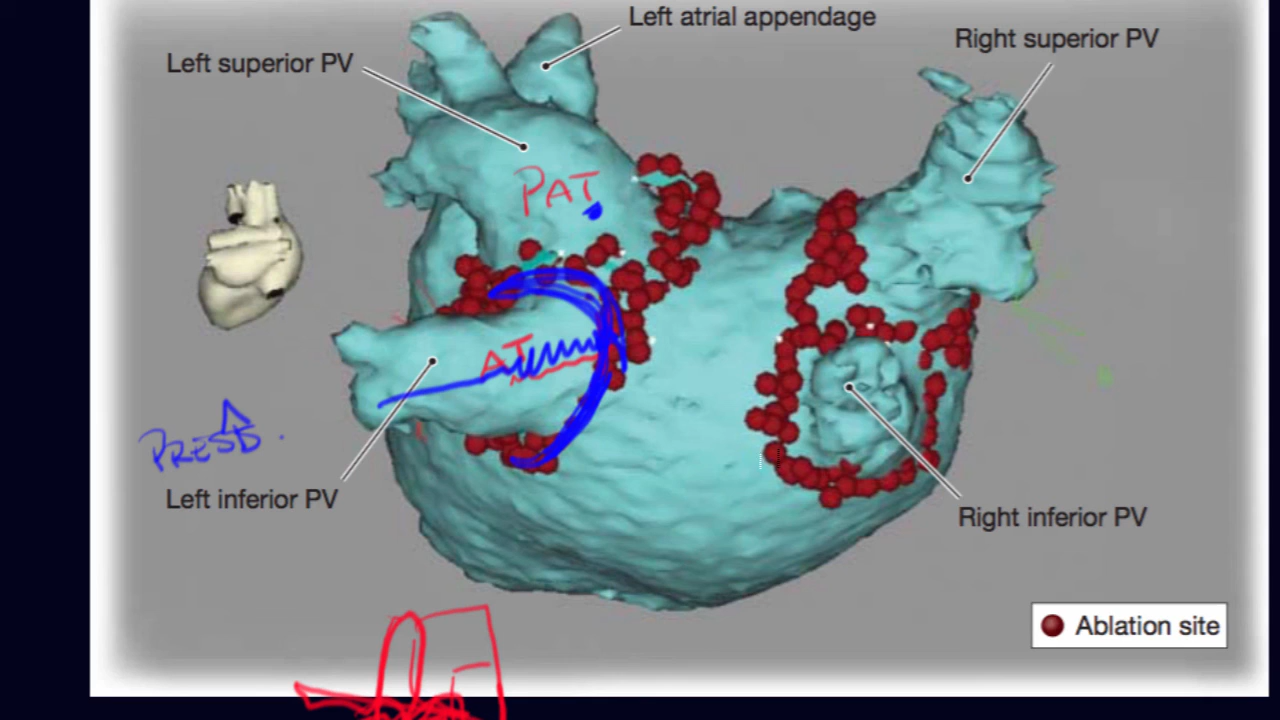 Left atrial appendage
Right superior PV
Left superior PV
PAT
AT
Left inferior PV
Right inferior PV
Ablation site